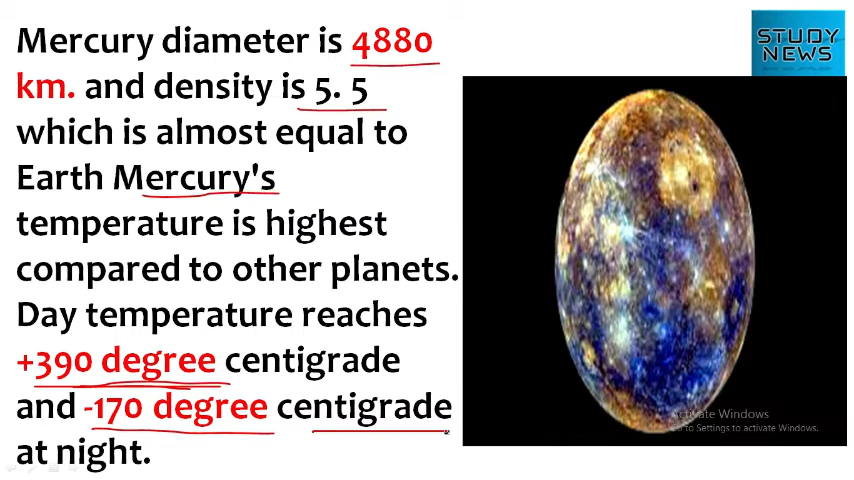 Mercury diameter is 4880
km. and density is 5. 5
which is almost equal to
Earth Mercury's
temperature is highest
compared to other planets.
Day temperature reaches
+390 degree centigrade
and -170 degree centigrade
at night.
STUDY
NEWS
Activate Windows
Go to Settings to activate Windows.